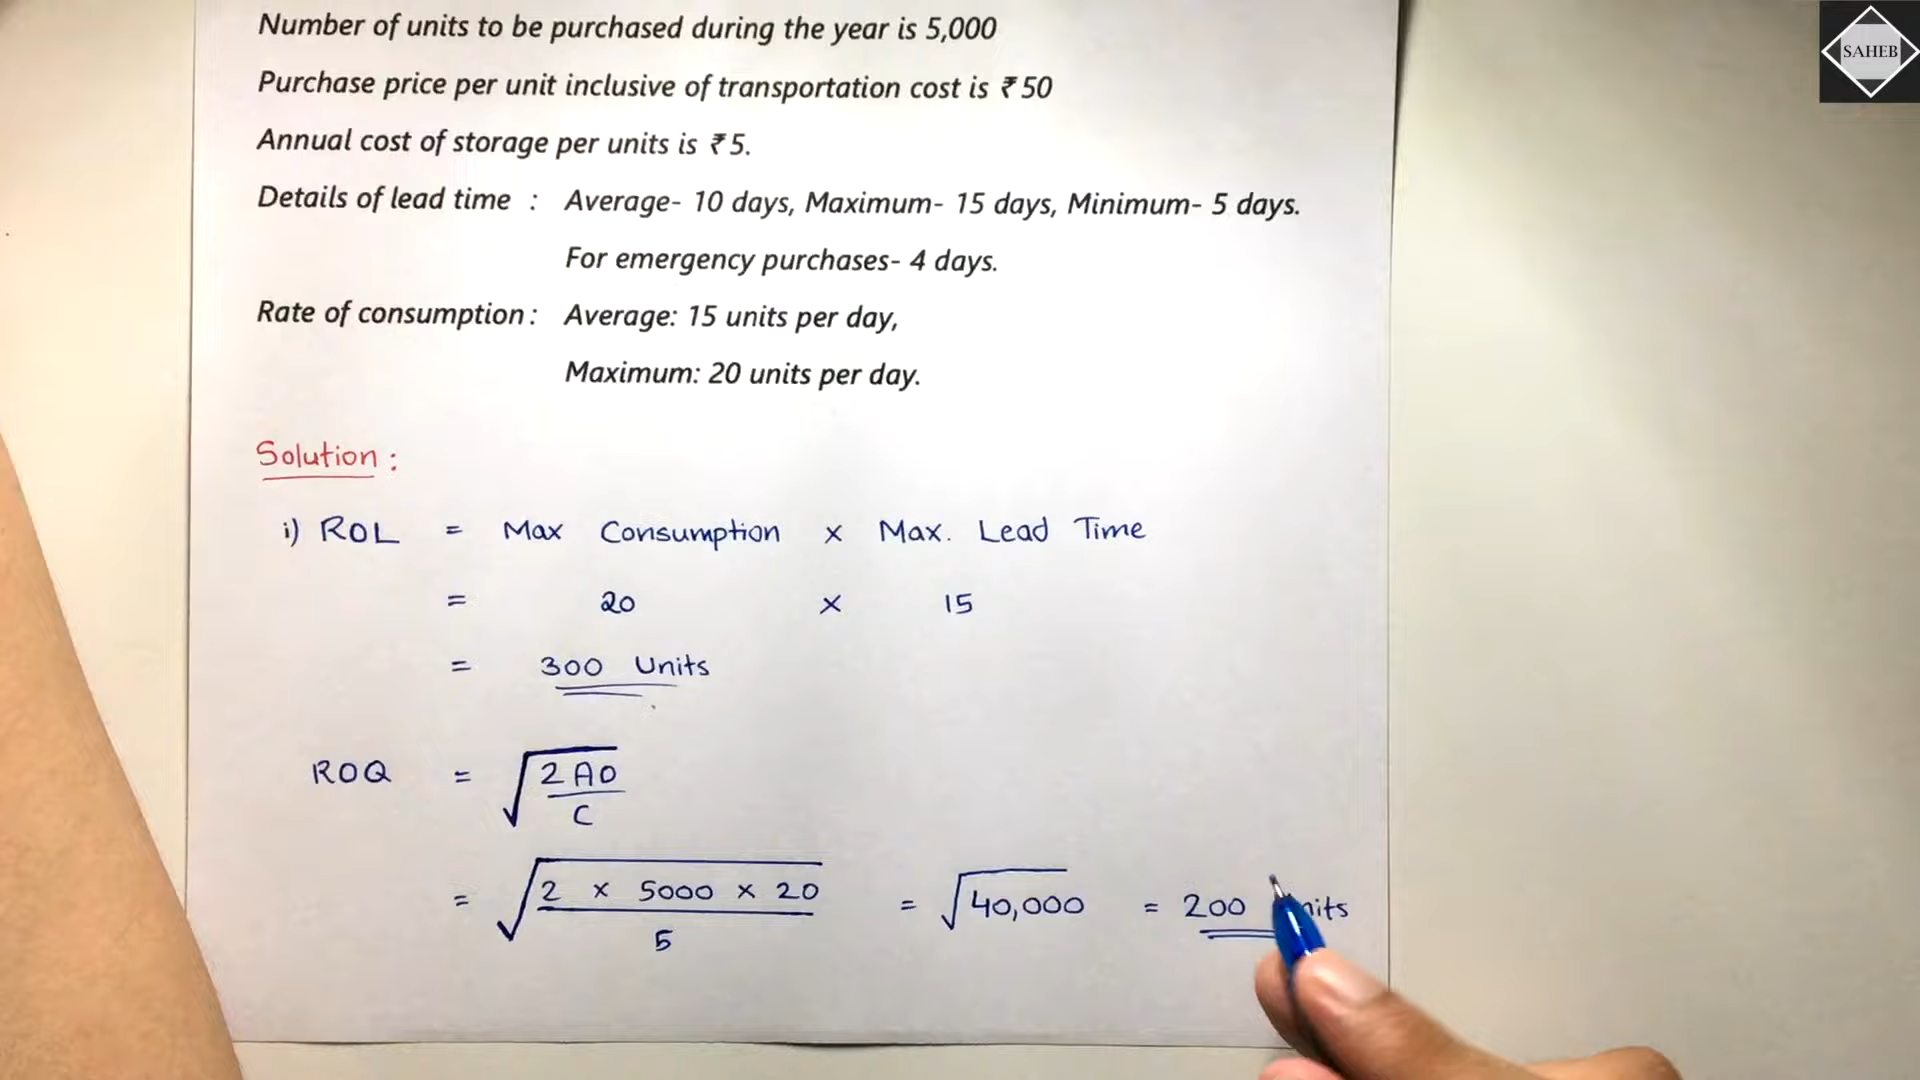 SAHEB
Number of units to be purchased during the year is 5,000
Purchase price per unit inclusive of transportation cost is ₹ 50
Annual cost of storage per units is ₹ 5.
Details of lead time : Average- 10 days, Maximum- 15 days, Minimum- 5 days.
For emergency purchases- 4 days.
Rate of consumption : Average: 15 units per day,
Maximum: 20 units per day.
Solution :
i) ROL = Max Consumption × Max. Lead Time
= 20 × 15
= 300 Units
ROQ = √(2AO / C)
= √(2 × 5000 × 20 / 5) = √40,000 = 200